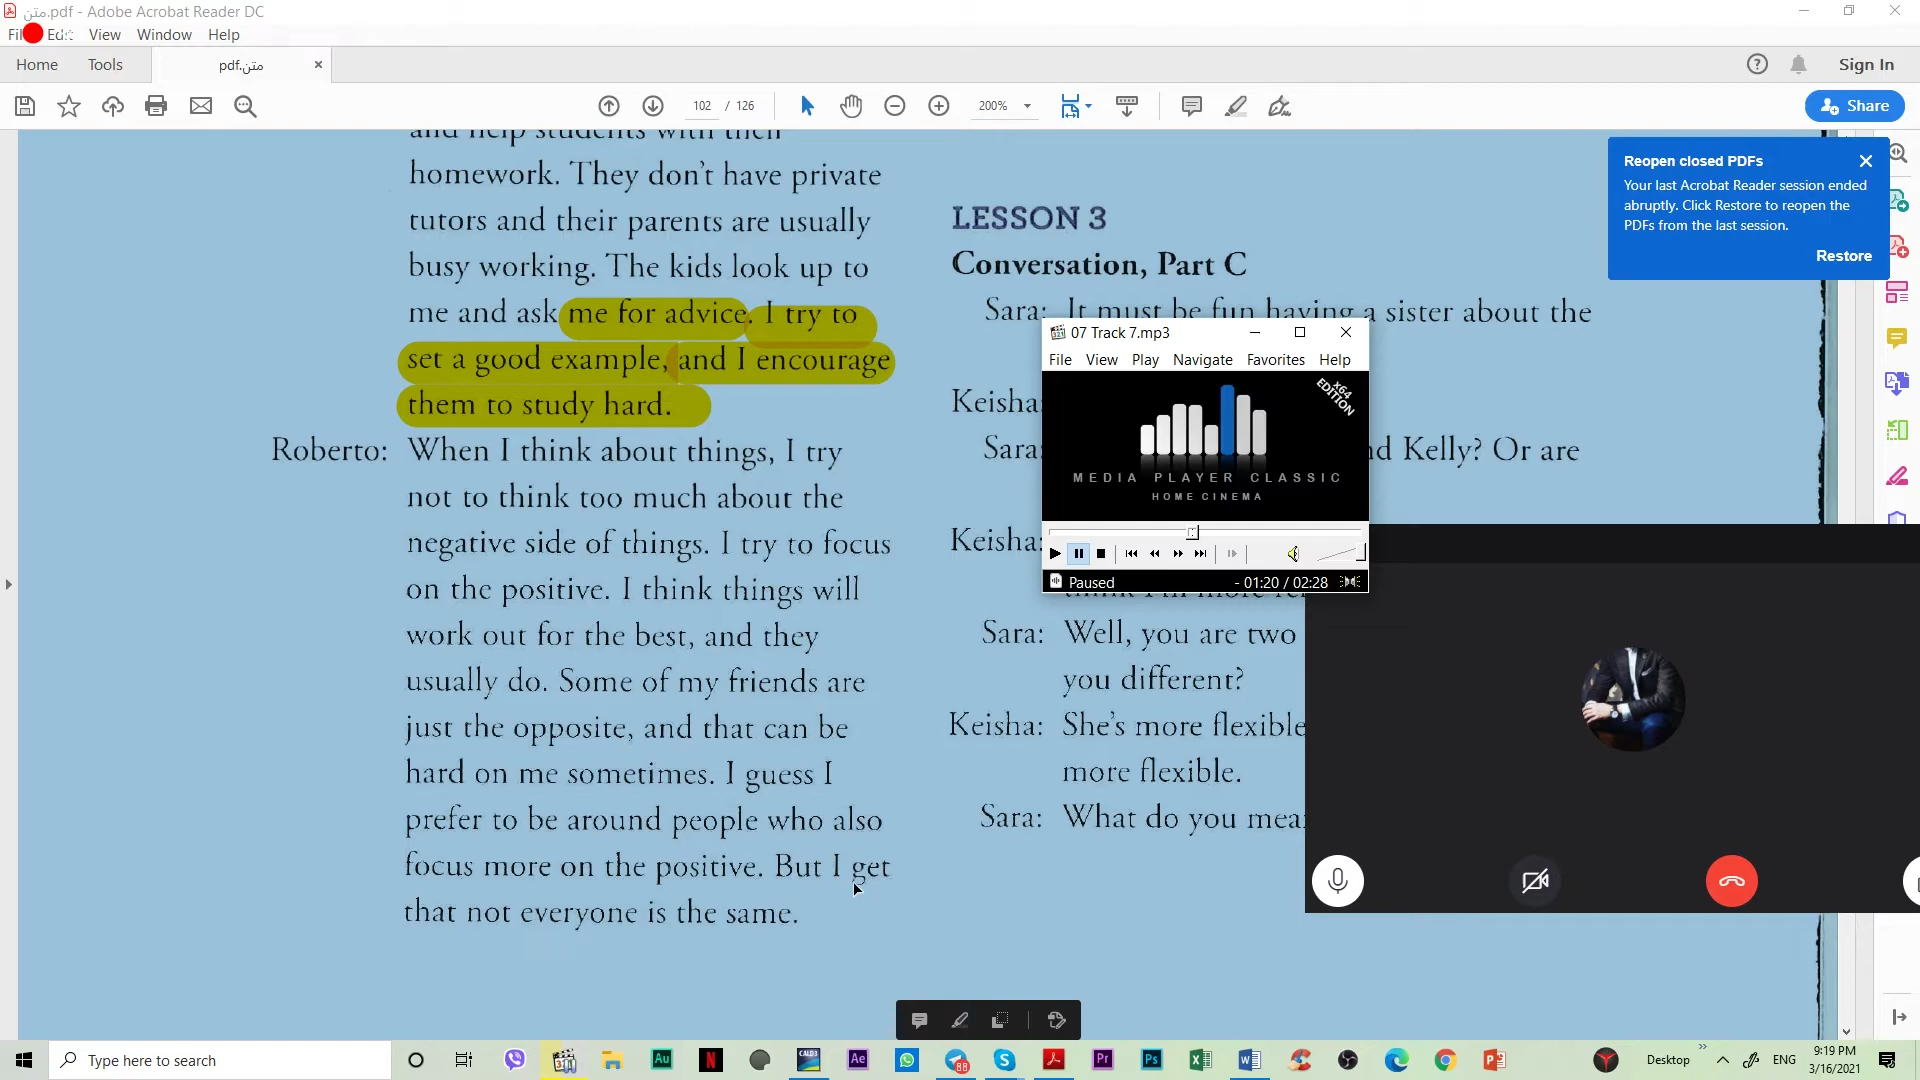 متن.pdf - Adobe Acrobat Reader DC
Edit View Window Help
Home Tools متن.pdf
Sign In
102 / 126
200%
Share
and help students with their
homework. They don't have private
tutors and their parents are usually
busy working. The kids look up to
me and ask me for advice. I try to
set a good example, and I encourage
them to study hard.
Roberto: When I think about things, I try
not to think too much about the
negative side of things. I try to focus
on the positive. I think things will
work out for the best, and they
usually do. Some of my friends are
just the opposite, and that can be
hard on me sometimes. I guess I
prefer to be around people who also
focus more on the positive. But I get
that not everyone is the same.
LESSON 3
Conversation, Part C
Sara: It must be fun having a sister about the
Keisha:
Sara: nd Kelly? Or are
Keisha:
think I'm more
Sara: Well, you are two
you different?
Keisha: She's more flexible
more flexible.
Sara: What do you mea
Reopen closed PDFs
Your last Acrobat Reader session ended
abruptly. Click Restore to reopen the
PDFs from the last session.
Restore
07 Track 7.mp3
File View Play Navigate Favorites Help
x64
EDITION
MEDIA PLAYER CLASSIC
HOME CINEMA
Paused - 01:20 / 02:28
Type here to search
Desktop
ENG
9:19 PM
3/16/2021